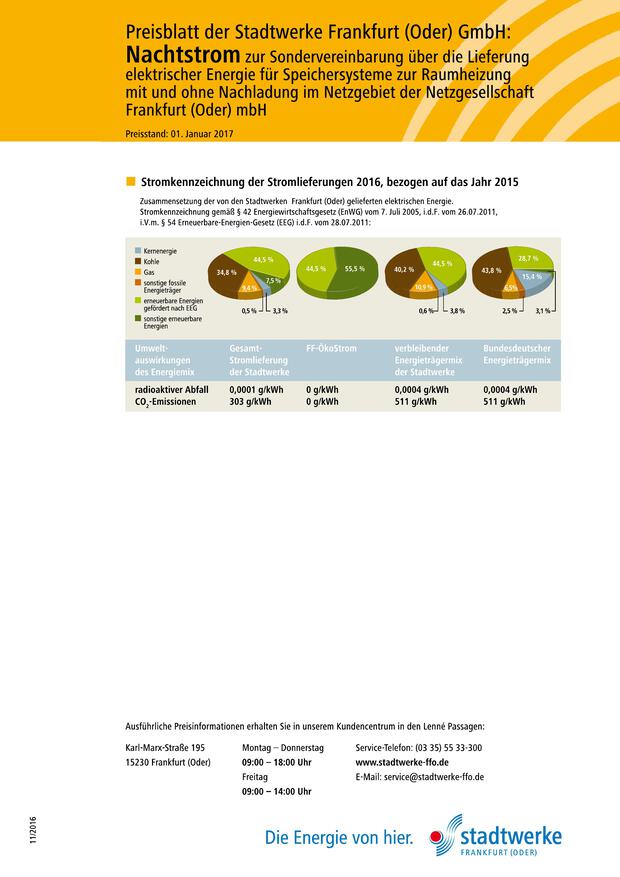 Preisblatt der Stadtwerke Frankfurt (Oder) GmbH:
Nachtstrom zur Sondervereinbarung über die Lieferung
elektrischer Energie für Speichersysteme zur Raumheizung
mit und ohne Nachladung im Netzgebiet der Netzgesellschaft
Frankfurt (Oder) mbH
Preisstand: 01. Januar 2017
Stromkennzeichnung der Stromlieferungen 2016, bezogen auf das Jahr 2015
Zusammensetzung der von den Stadtwerken Frankfurt (Oder) gelieferten elektrischen Energie.
Stromkennzeichnung gemäß § 42 Energiewirtschaftsgesetz (EnWG) vom 7. Juli 2005, i.d.F. vom 26.07.2011,
i.V.m. § 54 Erneuerbare-Energien-Gesetz (EEG) i.d.F. vom 28.07.2011:
Kernenergie
Kohle
Gas
sonstige fossile
Energieträger
erneuerbare Energien
gefördert nach EEG
sonstige erneuerbare
Energien
44,5 %
34,8 %
7,5 %
9,4 %
0,5 %
3,3 %
44,5 %
55,5 %
40,2 %
44,5 %
10,9 %
0,6 %
3,8 %
28,7 %
43,8 %
15,4 %
6,5%
2,5 %
3,1 %
Umwelt-
auswirkungen
des Energiemix
Gesamt-
Stromlieferung
der Stadtwerke
FF-ÖkoStrom
verbleibender
Energieträgermix
der Stadtwerke
Bundesdeutscher
Energieträgermix
radioaktiver Abfall 0,0001 g/kWh 0 g/kWh 0,0004 g/kWh 0,0004 g/kWh
CO2-Emissionen 303 g/kWh 0 g/kWh 511 g/kWh 511 g/kWh
Ausführliche Preisinformationen erhalten Sie in unserem Kundencentrum in den Lenné Passagen:
Karl-Marx-Straße 195
15230 Frankfurt (Oder)
Montag – Donnerstag
09:00 – 18:00 Uhr
Freitag
09:00 – 14:00 Uhr
Service-Telefon: (03 35) 55 33-300
www.stadtwerke-ffo.de
E-Mail: service@stadtwerke-ffo.de
11/2016
Die Energie von hier.
stadtwerke
FRANKFURT (ODER)